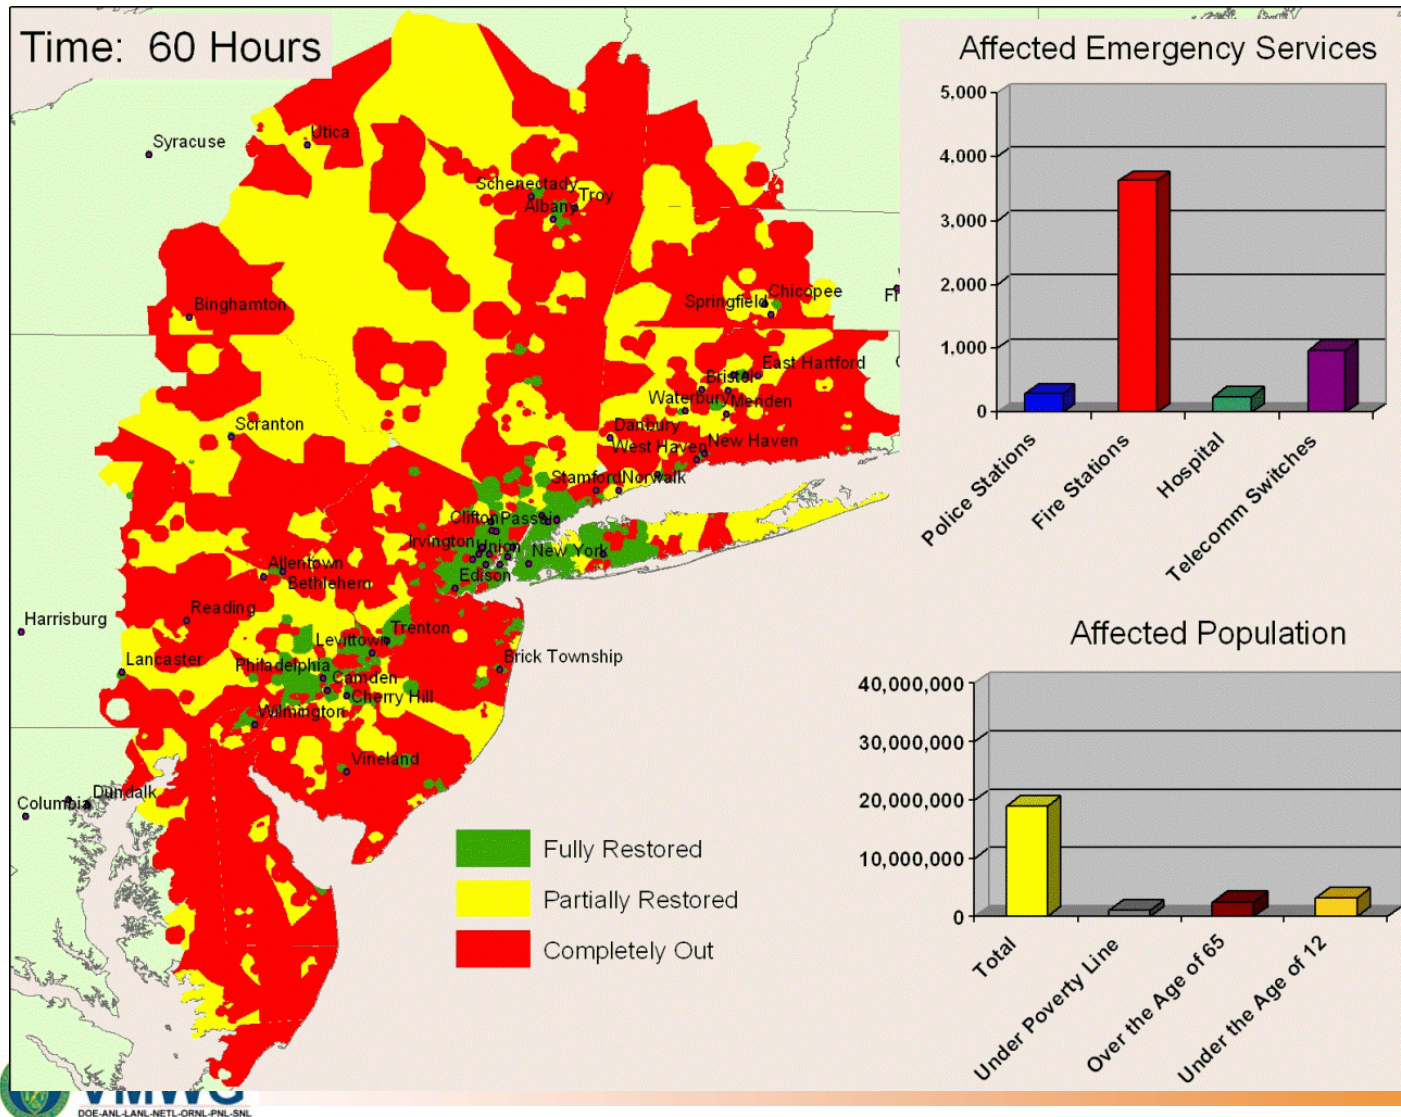 Time: 60 Hours
Syracuse
Utica
Schenectady
Troy
Albany
Binghamton
Springfield
Chicopee
East Hartford
Bristol
Waterbury
Meriden
Scranton
Danbury
West Haven
New Haven
Stamford
Norwalk
Clifton
Passaic
Irvington
Union
New York
Edison
Allentown
Bethlehem
Harrisburg
Reading
Levittown
Trenton
Lancaster
Philadelphia
Camden
Brick Township
Cherry Hill
Wilmington
Vineland
Columbia
Dundalk
Fully Restored
Partially Restored
Completely Out
Affected Emergency Services
5,000
4,000
3,000
2,000
1,000
0
Police Stations
Fire Stations
Hospital
Telecomm Switches
Affected Population
40,000,000
30,000,000
20,000,000
10,000,000
0
Total
Under Poverty Line
Over the Age of 65
Under the Age of 12
VMWG
DOE-ANL-LANL-NETL-ORNL-PNL-SNL